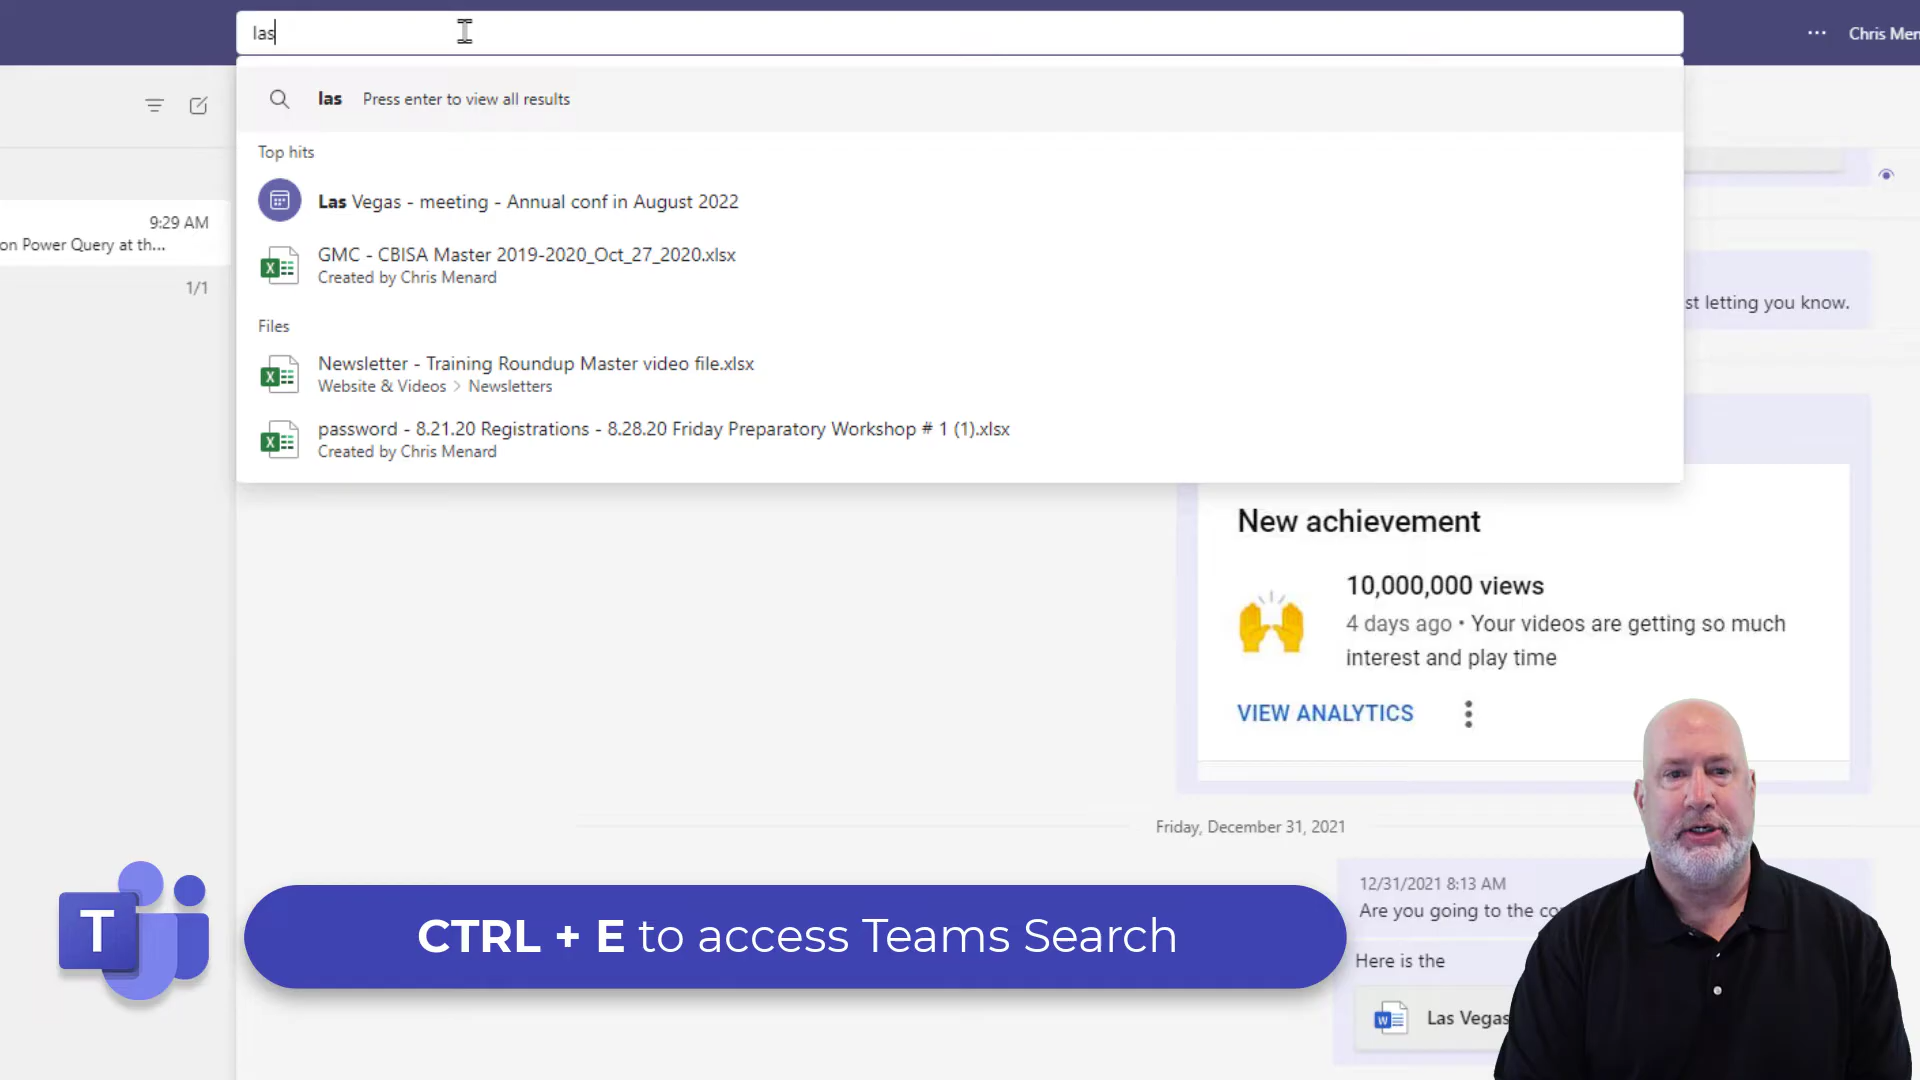 las
Chris Men
las Press enter to view all results
Top hits
Las Vegas - meeting - Annual conf in August 2022
GMC - CBISA Master 2019-2020_Oct_27_2020.xlsx
Created by Chris Menard
Files
Newsletter - Training Roundup Master video file.xlsx
Website & Videos > Newsletters
password - 8.21.20 Registrations - 8.28.20 Friday Preparatory Workshop # 1 (1).xlsx
Created by Chris Menard
9:29 AM
on Power Query at th...
1/1
st letting you know.
New achievement
10,000,000 views
4 days ago • Your videos are getting so much
interest and play time
VIEW ANALYTICS
Friday, December 31, 2021
12/31/2021 8:13 AM
Are you going to the co
Here is the
Las Vegas
T
CTRL + E to access Teams Search